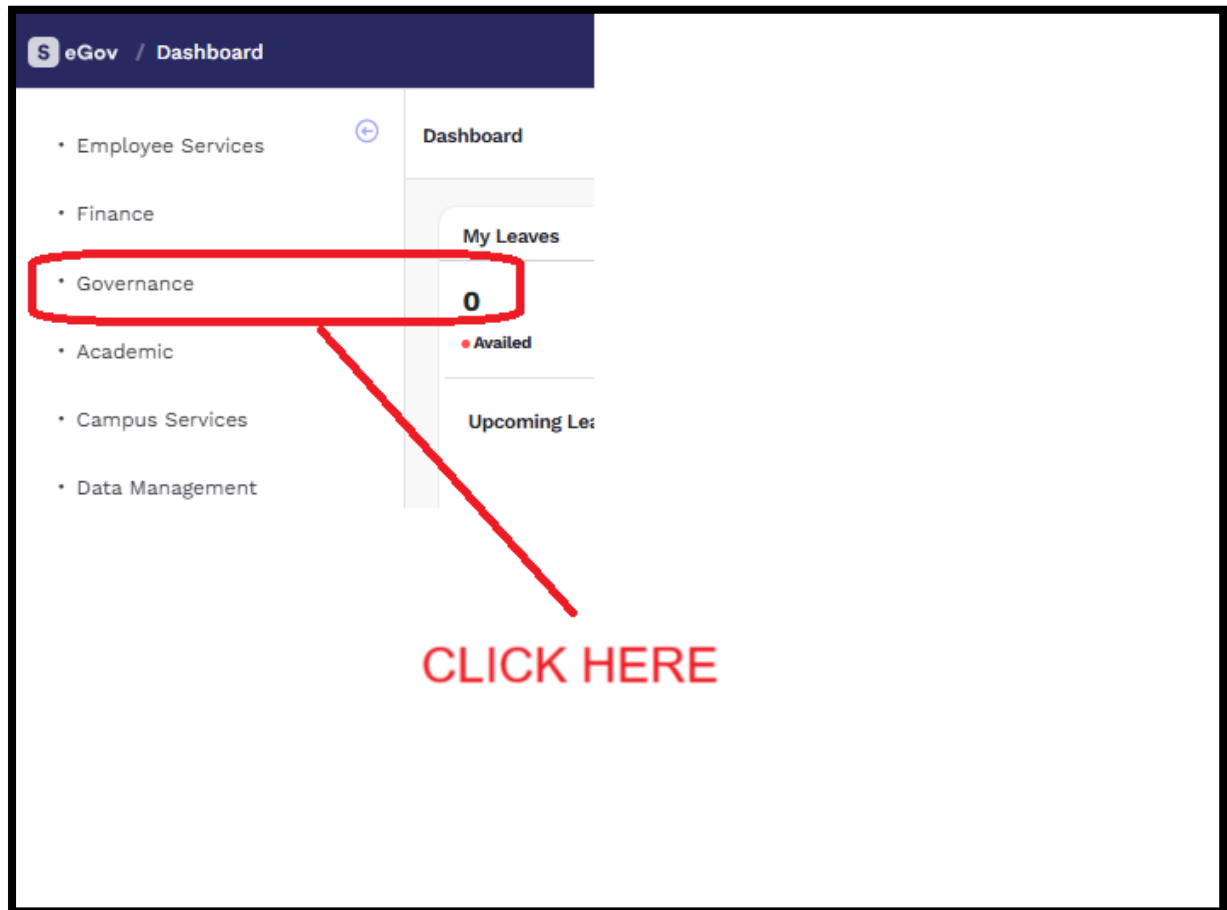 S eGov / Dashboard
• Employee Services
Dashboard
• Finance
My Leaves
• Governance
0
• Availed
• Academic
• Campus Services
Upcoming Lea
• Data Management
CLICK HERE